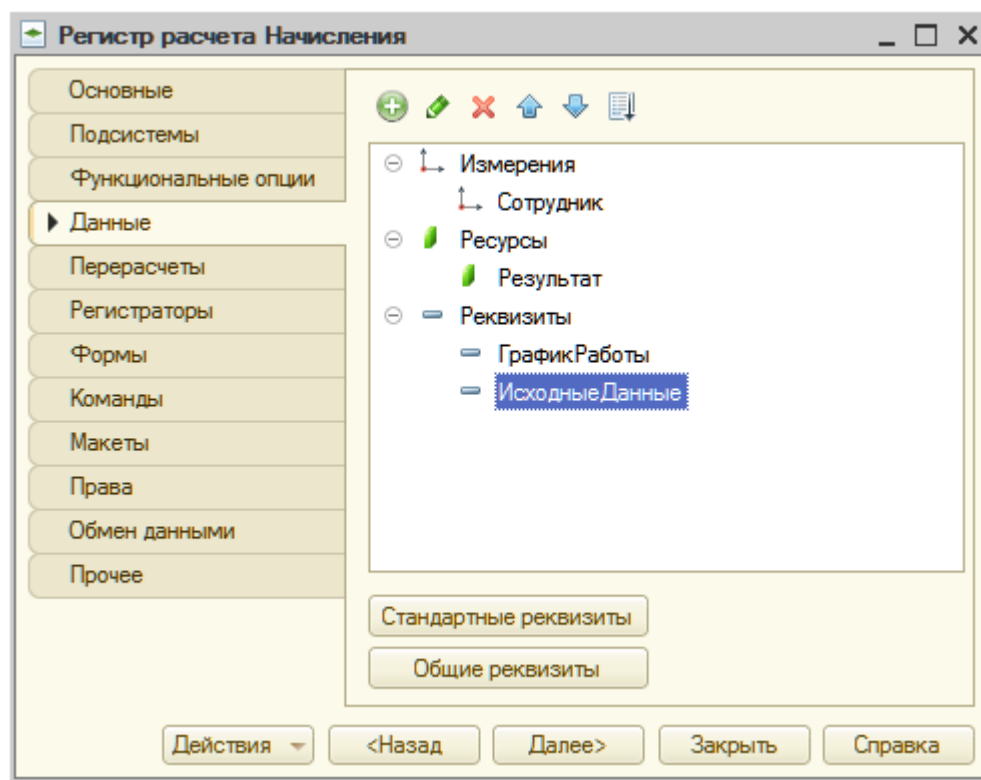 Регистр расчета Начисления
Основные
Подсистемы
Функциональные опции
Данные
Перерасчеты
Регистраторы
Формы
Команды
Макеты
Права
Обмен данными
Прочее
Измерения
Сотрудник
Ресурсы
Результат
Реквизиты
ГрафикРаботы
ИсходныеДанные
Стандартные реквизиты
Общие реквизиты
Действия <Назад Далее> Закрыть Справка